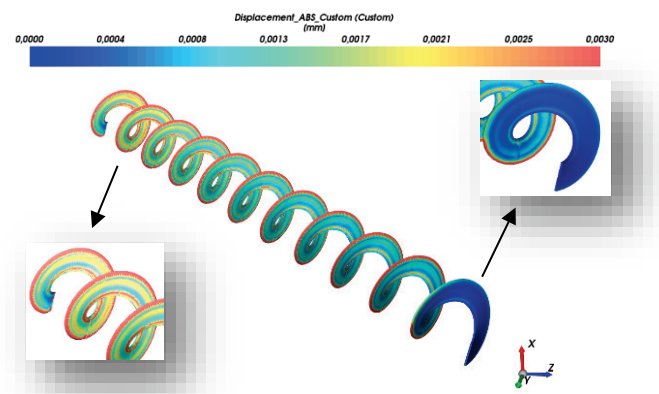 Displacement_ABS_Custom (Custom)
(mm)
0,0000 0,0004 0,0008 0,0013 0,0017 0,0021 0,0025 0,0030
X
Z
Y